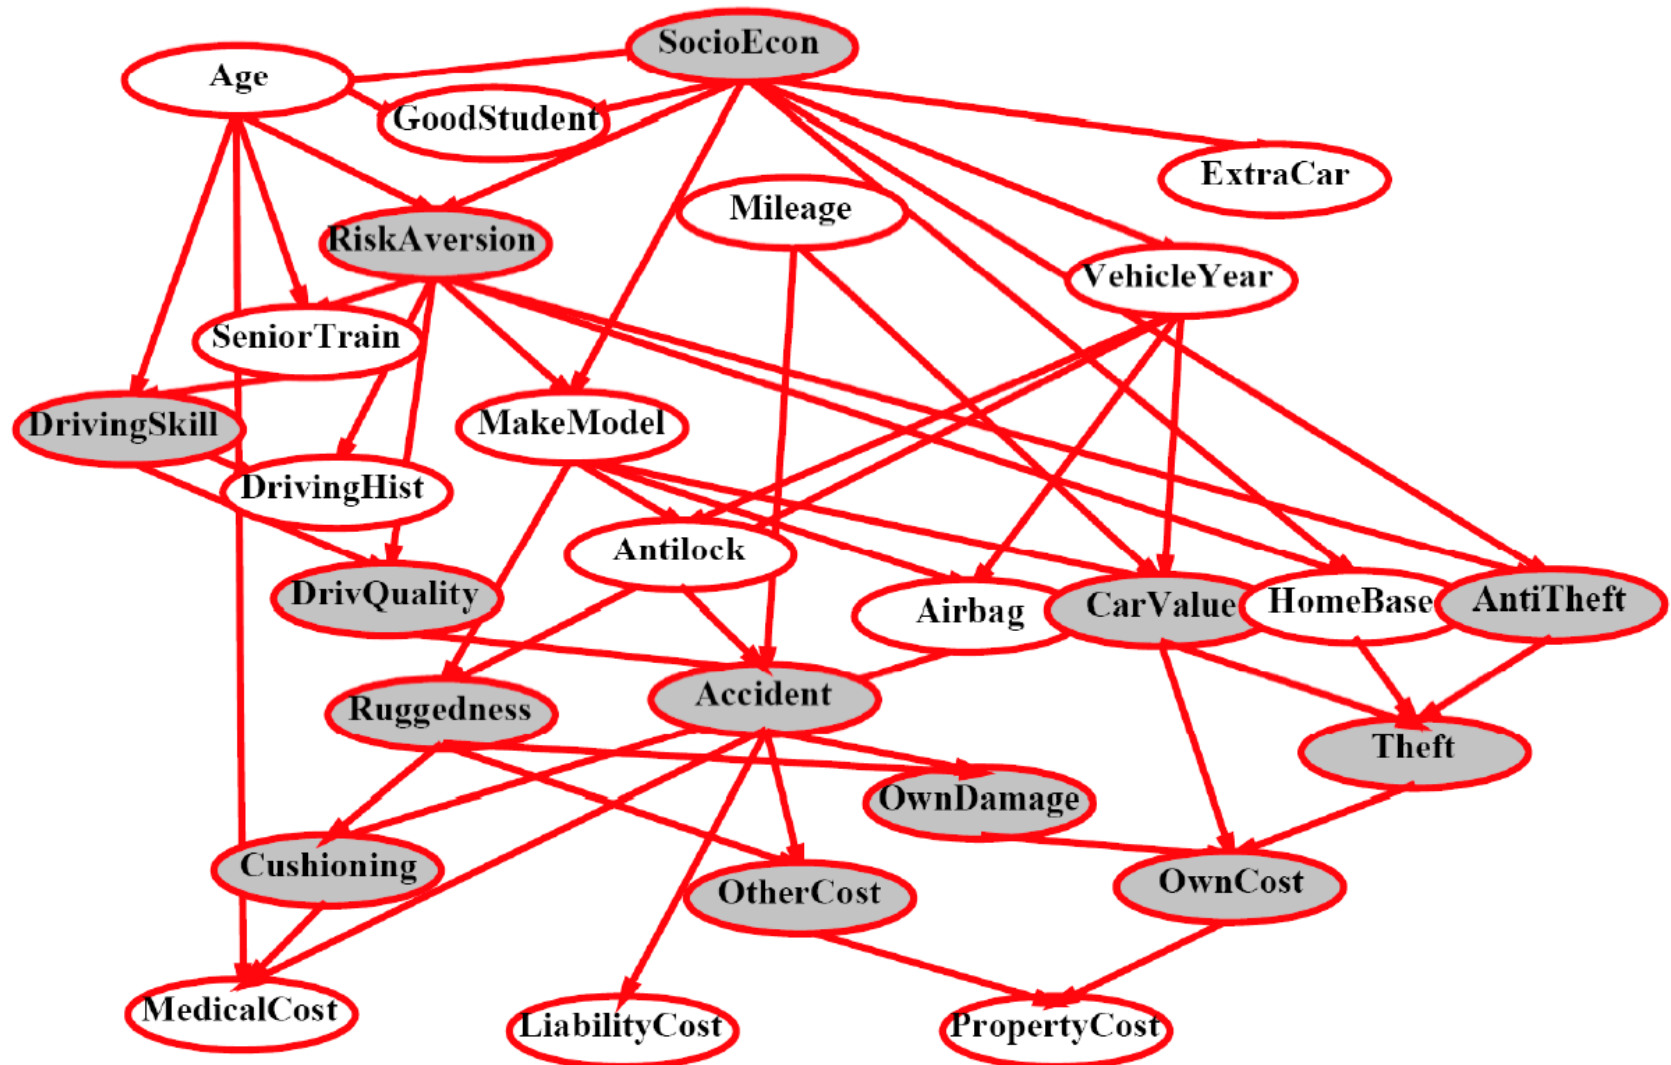 SocioEcon
Age
GoodStudent
ExtraCar
Mileage
RiskAversion
VehicleYear
SeniorTrain
DrivingSkill
MakeModel
DrivingHist
Antilock
DrivQuality
Airbag
CarValue
HomeBase
AntiTheft
Ruggedness
Accident
Theft
OwnDamage
Cushioning
OtherCost
OwnCost
MedicalCost
LiabilityCost
PropertyCost